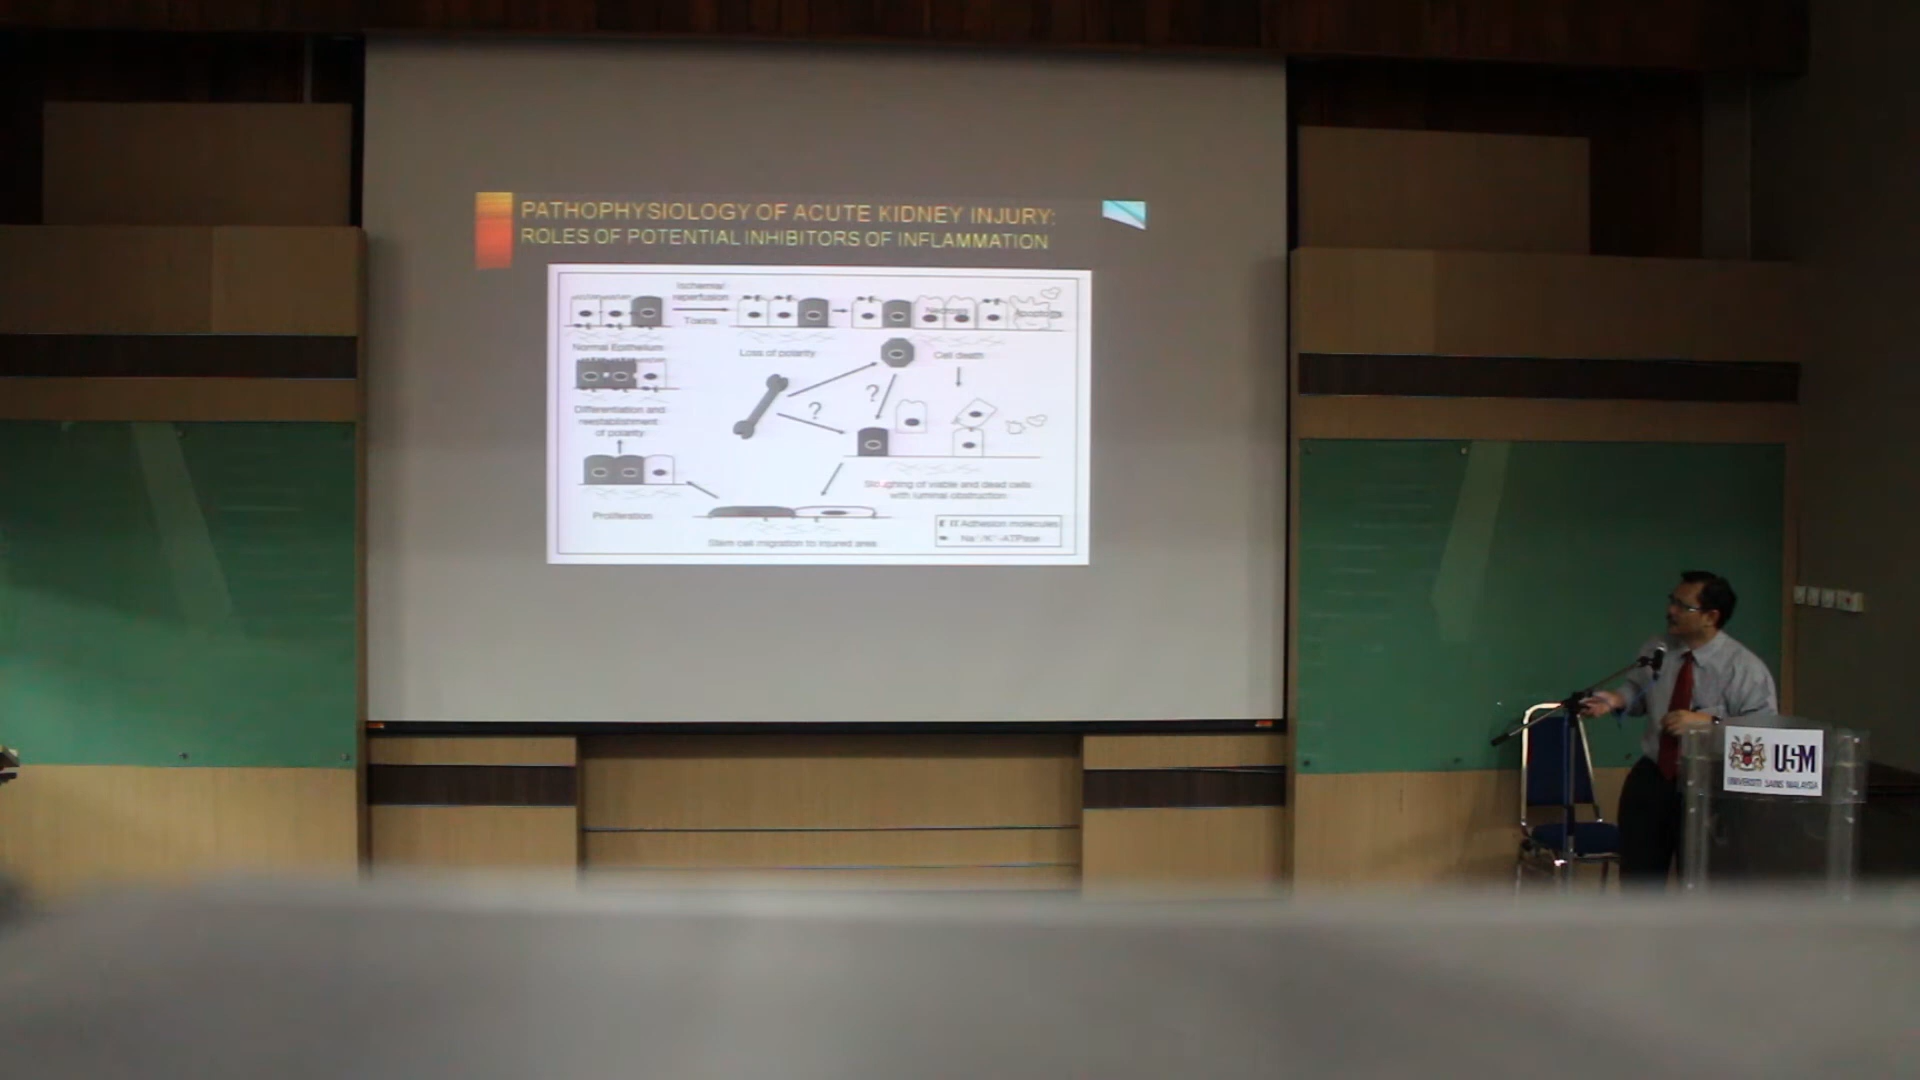 PATHOPHYSIOLOGY OF ACUTE KIDNEY INJURY:
ROLES OF POTENTIAL INHIBITORS OF INFLAMMATION
Ischemia/
reperfusion
Toxins
Necrosis
Apoptosis
Normal Epithelium
Loss of polarity
Cell death
?
?
Differentiation and
reestablishment
of polarity
Sloughing of viable and dead cells
with luminal obstruction
Proliferation
Adhesion molecules
Na+/K+-ATPase
Stem cell migration to injured area
USM
UNIVERSITI SAINS MALAYSIA